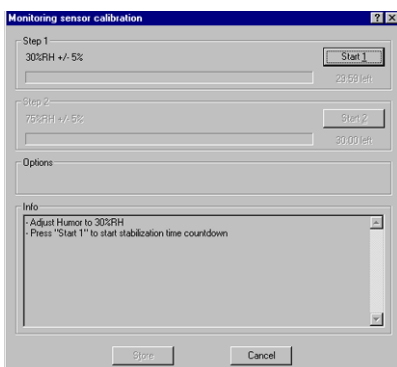 Monitoring sensor calibration
Step 1
30%RH +/- 5%
Start 1
29:59 left
Step 2
75%RH +/- 5%
Start 2
30:00 left
Options
Info
- Adjust Humor to 30%RH
- Press "Start 1" to start stabilization time countdown
Store
Cancel